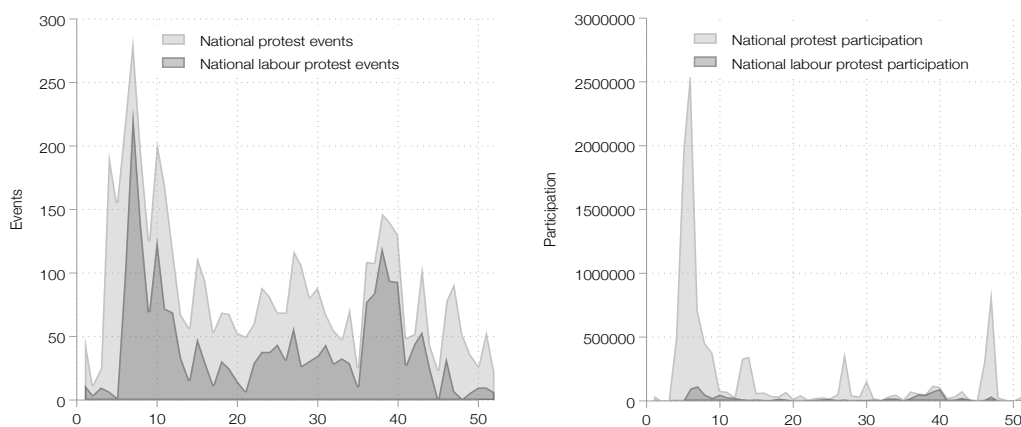 300
National protest events
National labour protest events
250
200
150
100
50
0
Events
0 10 20 30 40 50
3000000
National protest participation
National labour protest participation
2500000
2000000
1500000
1000000
500000
0
Participation
0 10 20 30 40 50